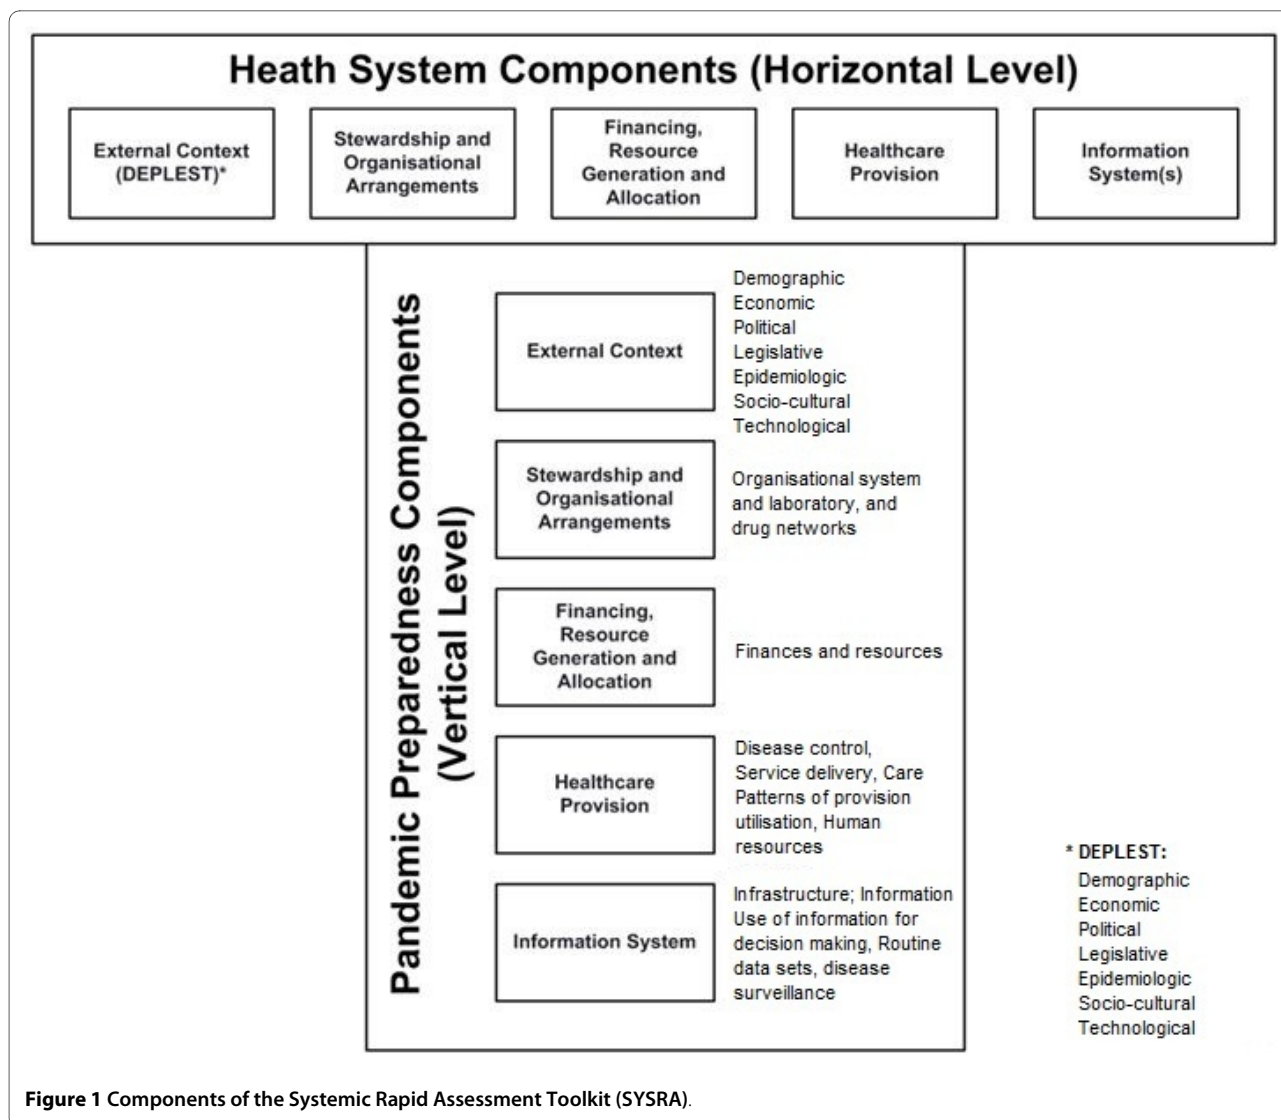 Heath System Components (Horizontal Level)
External Context
(DEPLEST)*
Stewardship and
Organisational
Arrangements
Financing,
Resource
Generation and
Allocation
Healthcare
Provision
Information
System(s)
Pandemic Preparedness Components
(Vertical Level)
External Context
Demographic
Economic
Political
Legislative
Epidemiologic
Socio-cultural
Technological
Stewardship and
Organisational
Arrangements
Organisational system
and laboratory, and
drug networks
Financing,
Resource
Generation and
Allocation
Finances and resources
Healthcare
Provision
Disease control,
Service delivery, Care
Patterns of provision
utilisation, Human
resources
Information System
Infrastructure; Information
Use of information for
decision making, Routine
data sets, disease
surveillance
* DEPLEST:
Demographic
Economic
Political
Legislative
Epidemiologic
Socio-cultural
Technological
Figure 1 Components of the Systemic Rapid Assessment Toolkit (SYSRA).